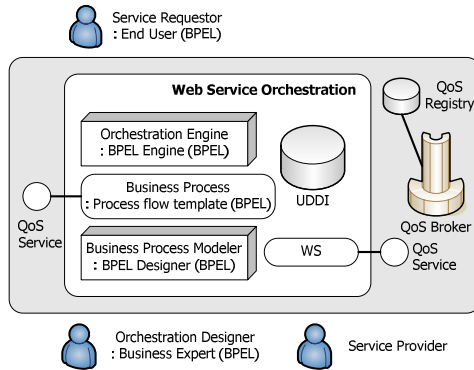 Service Requestor
: End User (BPEL)
Web Service Orchestration
QoS
Registry
Orchestration Engine
: BPEL Engine (BPEL)
UDDI
Business Process
: Process flow template (BPEL)
QoS
Service
QoS Broker
Business Process Modeler
: BPEL Designer (BPEL)
WS
QoS
Service
Orchestration Designer
: Business Expert (BPEL)
Service Provider